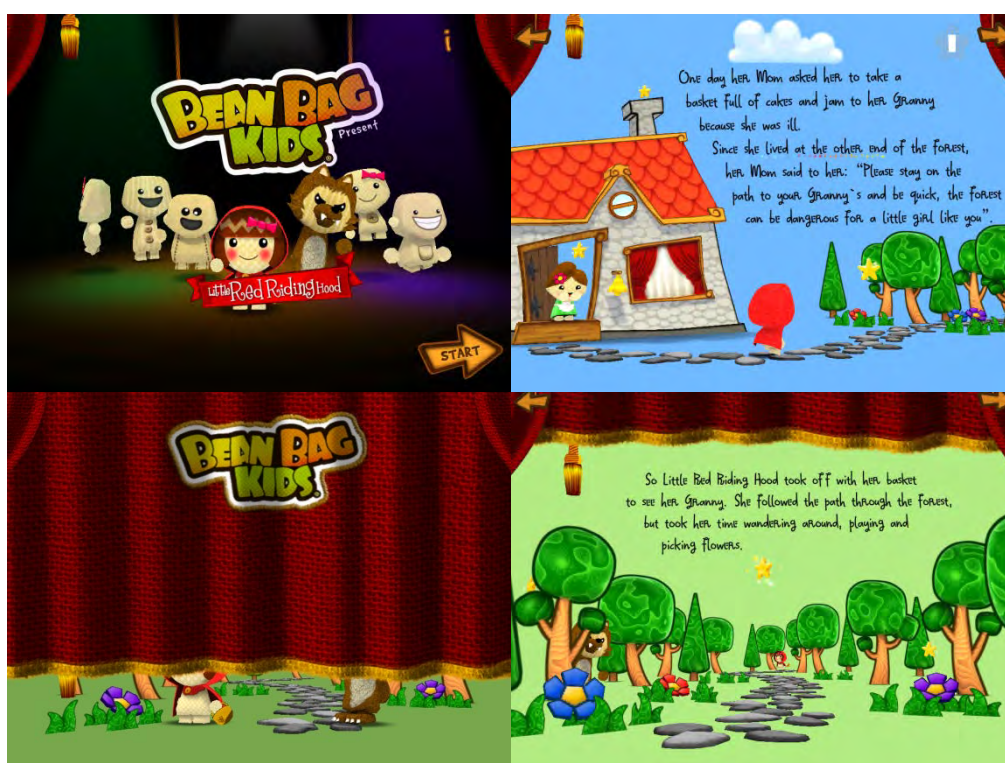 i
BEAN BAG
KIDS
Present
Little Red Riding Hood
START
One day her Mom asked her to take a
basket full of cakes and jam to her Granny
because she was ill.
Since she lived at the other end of the forest,
her Mom said to her: “Please stay on the
path to your Granny`s and be quick, the forest
can be dangerous for a little girl like you”.
BEAN BAG
KIDS
So Little Red Riding Hood took off with her basket
to see her Granny. She followed the path through the forest,
but took her time wandering around, playing and
picking flowers.